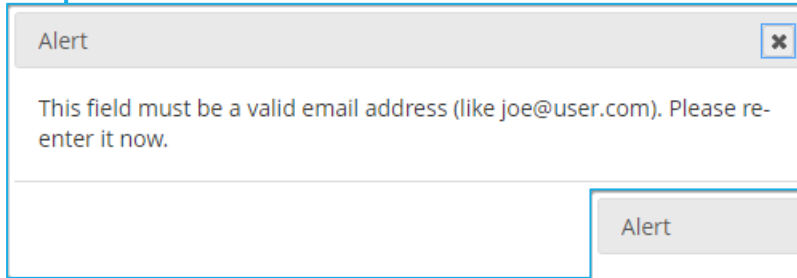 Alert
This field must be a valid email address (like joe@user.com). Please re-
enter it now.
Alert